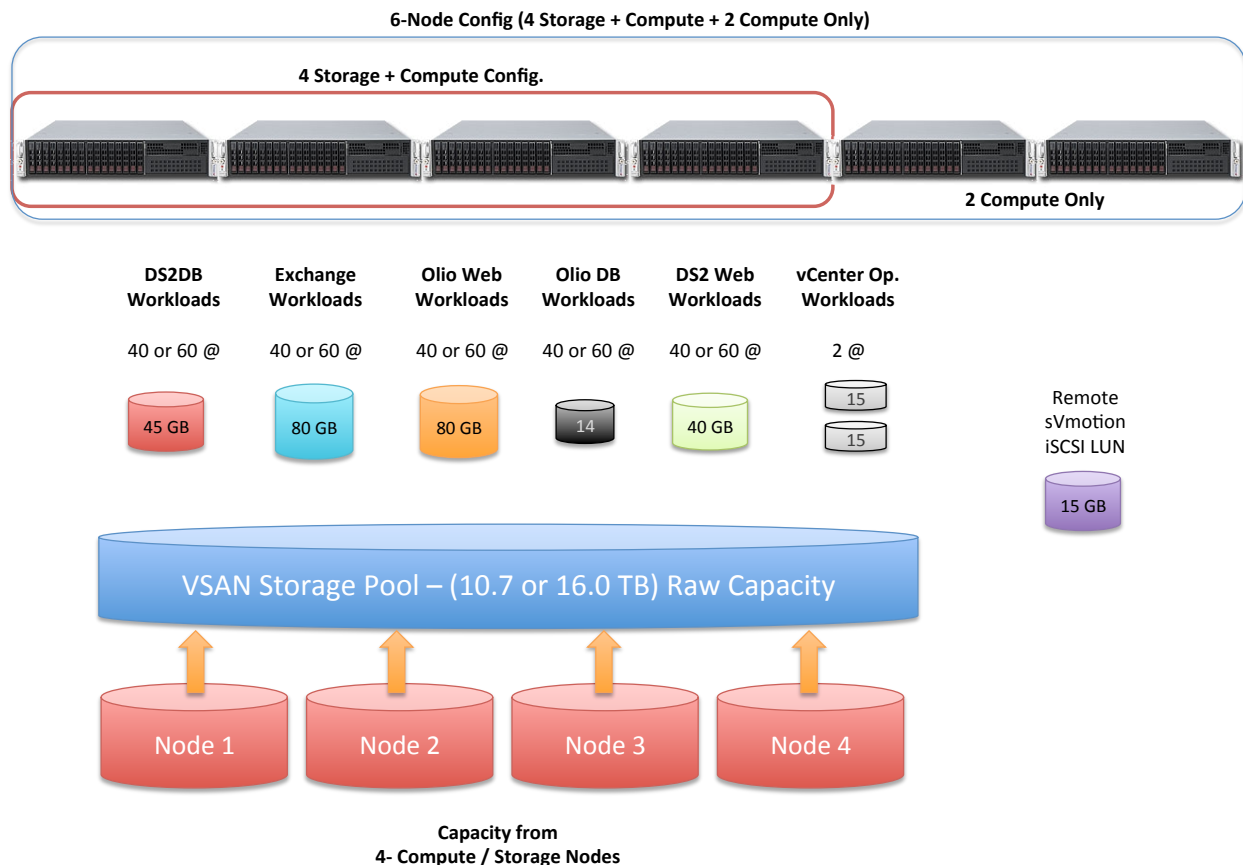 6-Node Config (4 Storage + Compute + 2 Compute Only)
4 Storage + Compute Config.
2 Compute Only
DS2DB
Workloads
40 or 60 @
45 GB
Exchange
Workloads
40 or 60 @
80 GB
Olio Web
Workloads
40 or 60 @
80 GB
Olio DB
Workloads
40 or 60 @
14
DS2 Web
Workloads
40 or 60 @
40 GB
vCenter Op.
Workloads
2 @
15
15
Remote
sVmotion
iSCSI LUN
15 GB
VSAN Storage Pool – (10.7 or 16.0 TB) Raw Capacity
Node 1
Node 2
Node 3
Node 4
Capacity from
4- Compute / Storage Nodes